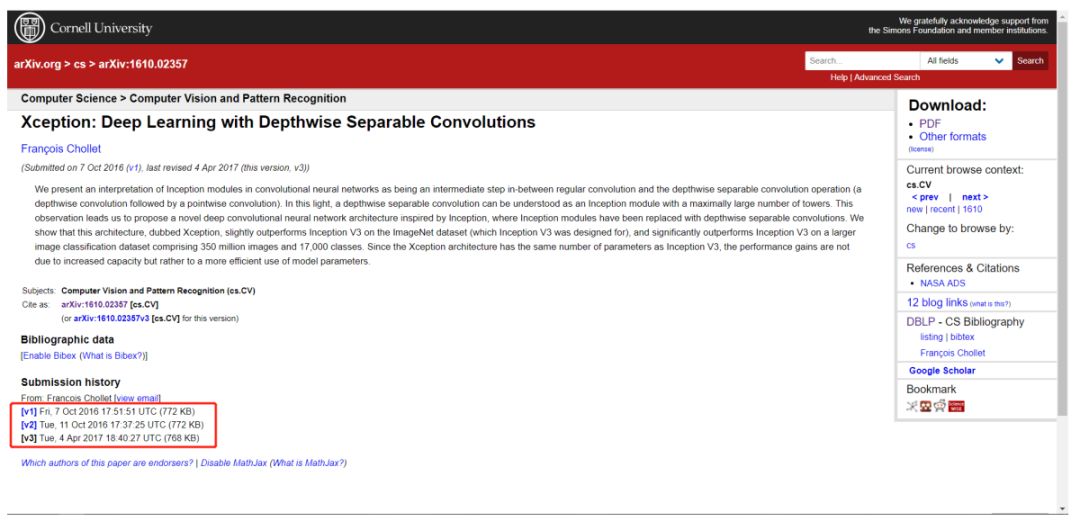 Cornell University
We gratefully acknowledge support from
the Simons Foundation and member institutions.
arXiv.org > cs > arXiv:1610.02357
Search...
All fields
Search
Help | Advanced Search
Computer Science > Computer Vision and Pattern Recognition
Xception: Deep Learning with Depthwise Separable Convolutions
François Chollet
(Submitted on 7 Oct 2016 (v1), last revised 4 Apr 2017 (this version, v3))
We present an interpretation of Inception modules in convolutional neural networks as being an intermediate step in-between regular convolution and the depthwise separable convolution operation (a
depthwise convolution followed by a pointwise convolution). In this light, a depthwise separable convolution can be understood as an Inception module with a maximally large number of towers. This
observation leads us to propose a novel deep convolutional neural network architecture inspired by Inception, where Inception modules have been replaced with depthwise separable convolutions. We
show that this architecture, dubbed Xception, slightly outperforms Inception V3 on the ImageNet dataset (which Inception V3 was designed for), and significantly outperforms Inception V3 on a larger
image classification dataset comprising 350 million images and 17,000 classes. Since the Xception architecture has the same number of parameters as Inception V3, the performance gains are not
due to increased capacity but rather to a more efficient use of model parameters.
Subjects: Computer Vision and Pattern Recognition (cs.CV)
Cite as: arXiv:1610.02357 [cs.CV]
(or arXiv:1610.02357v3 [cs.CV] for this version)
Bibliographic data
[Enable Bibex (What is Bibex?)]
Submission history
From: Francois Chollet [view email]
[v1] Fri, 7 Oct 2016 17:51:51 UTC (772 KB)
[v2] Tue, 11 Oct 2016 17:37:25 UTC (772 KB)
[v3] Tue, 4 Apr 2017 18:40:27 UTC (768 KB)
Which authors of this paper are endorsers? | Disable MathJax (What is MathJax?)
Download:
PDF
Other formats
(license)
Current browse context:
cs.CV
< prev | next >
new | recent | 1610
Change to browse by:
cs
References & Citations
NASA ADS
12 blog links (what is this?)
DBLP - CS Bibliography
listing | bibtex
François Chollet
Google Scholar
Bookmark